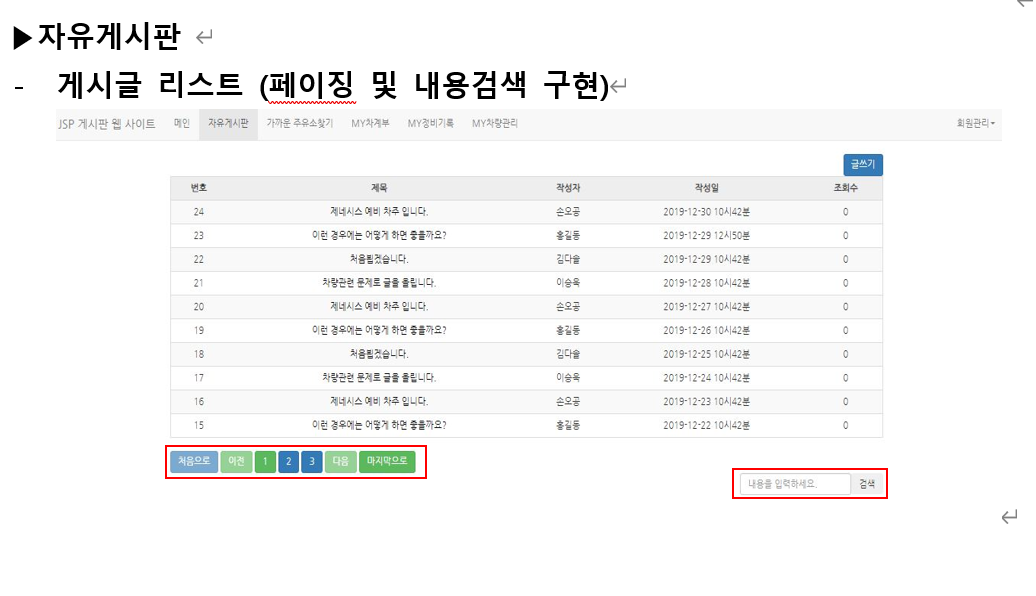 ▶자유게시판
- 게시글 리스트 (페이징 및 내용검색 구현)
JSP 게시판 웹 사이트 메인 자유게시판 가까운 주유소찾기 MY차계부 MY정비기록 MY차량관리 회원관리
글쓰기
번호 제목 작성자 작성일 조회수
24 제네시스 예비 차주 입니다. 손오공 2019-12-30 10시42분 0
23 이런 경우에는 어떻게 하면 좋을까요? 홍길동 2019-12-29 12시50분 0
22 처음뵙겠습니다. 김다솔 2019-12-29 10시42분 0
21 차량관련 문제로 글을 올립니다. 이승욱 2019-12-28 10시42분 0
20 제네시스 예비 차주 입니다. 손오공 2019-12-27 10시42분 0
19 이런 경우에는 어떻게 하면 좋을까요? 홍길동 2019-12-26 10시42분 0
18 처음뵙겠습니다. 김다솔 2019-12-25 10시42분 0
17 차량관련 문제로 글을 올립니다. 이승욱 2019-12-24 10시42분 0
16 제네시스 예비 차주 입니다. 손오공 2019-12-23 10시42분 0
15 이런 경우에는 어떻게 하면 좋을까요? 홍길동 2019-12-22 10시42분 0
처음으로 이전 1 2 3 다음 마지막으로
내용을 입력하세요. 검색